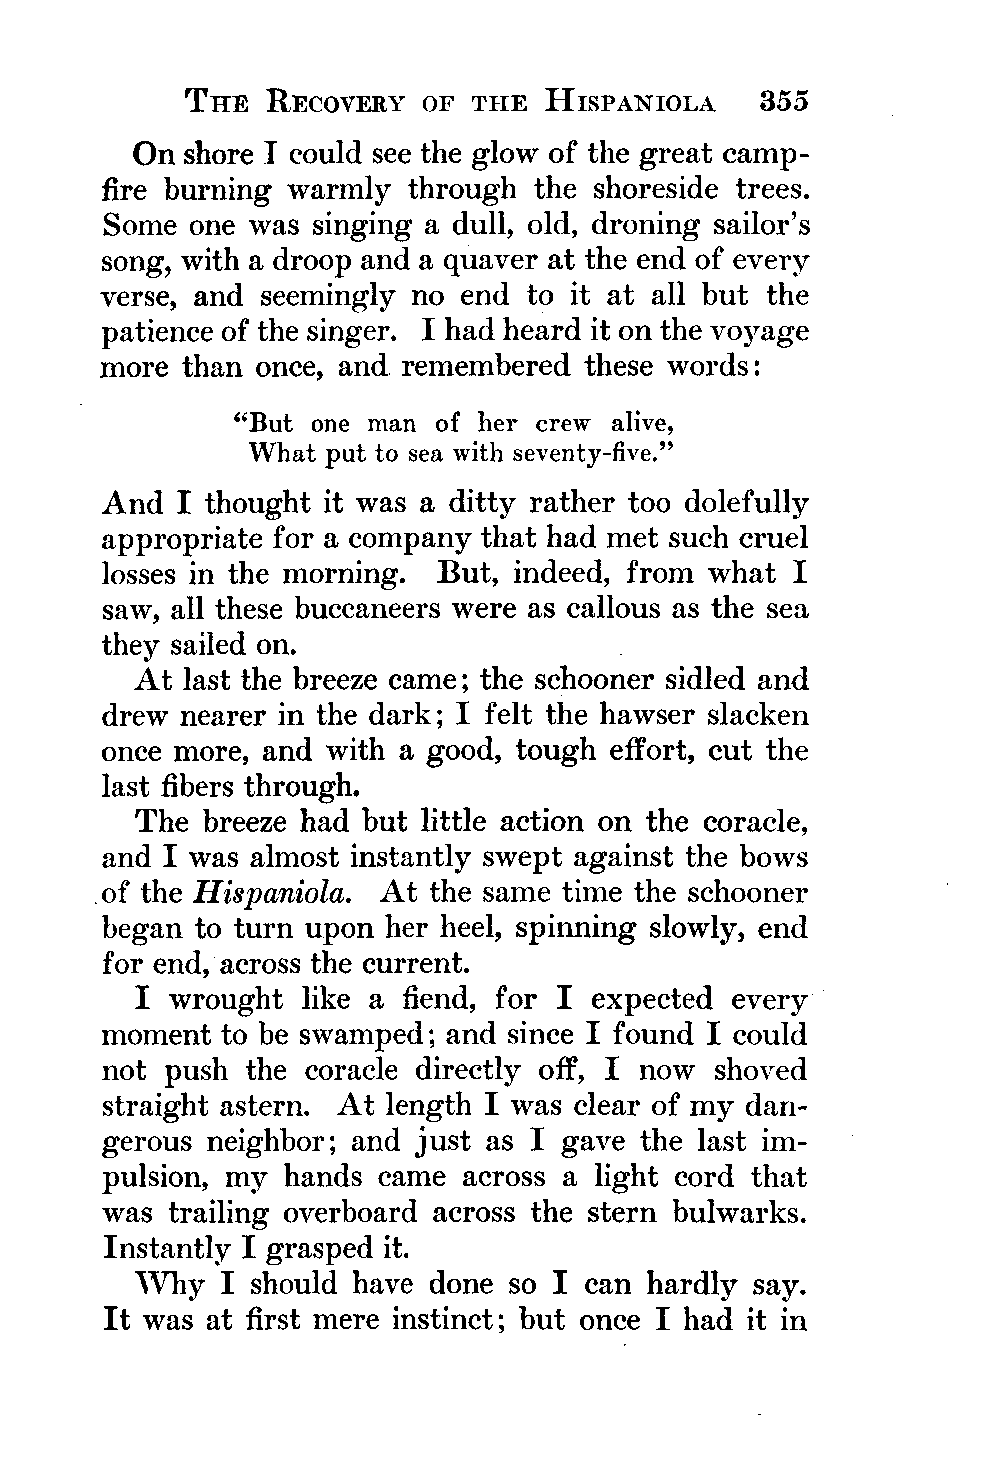 THE RECOVERY OF THE HISPANIOLA 355
On shore I could see the glow of the great camp-
fire burning warmly through the shoreside trees.
Some one was singing a dull, old, droning sailor's
song, with a droop and a quaver at the end of every
verse, and seemingly no end to it at all but the
patience of the singer. I had heard it on the voyage
more than once, and remembered these words:
"But one man of her crew alive,
What put to sea with seventy-five."
And I thought it was a ditty rather too dolefully
appropriate for a company that had met such cruel
losses in the morning. But, indeed, from what I
saw, all these buccaneers were as callous as the sea
they sailed on.
At last the breeze came; the schooner sidled and
drew nearer in the dark; I felt the hawser slacken
once more, and with a good, tough effort, cut the
last fibers through.
The breeze had but little action on the coracle,
and I was almost instantly swept against the bows
of the Hispaniola. At the same time the schooner
began to turn upon her heel, spinning slowly, end
for end, across the current.
I wrought like a fiend, for I expected every
moment to be swamped; and since I found I could
not push the coracle directly off, I now shoved
straight astern. At length I was clear of my dan-
gerous neighbor; and just as I gave the last im-
pulsion, my hands came across a light cord that
was trailing overboard across the stern bulwarks.
Instantly I grasped it.
Why I should have done so I can hardly say.
It was at first mere instinct; but once I had it in